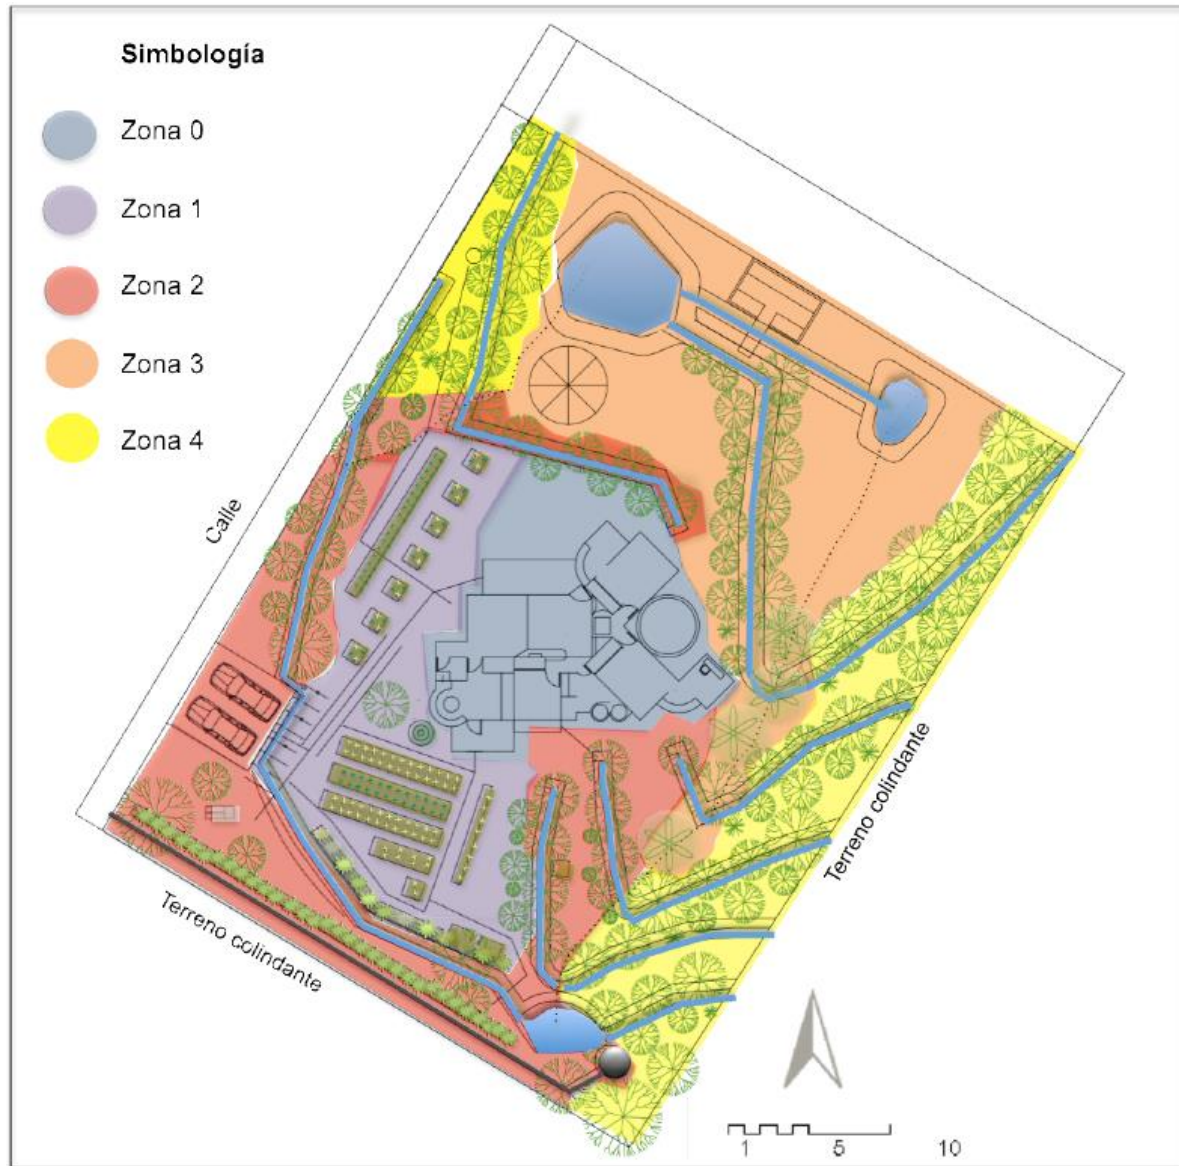 Simbología
Zona 0
Zona 1
Zona 2
Zona 3
Zona 4
Calle
Terreno colindante
Terreno colindante
1 5 10